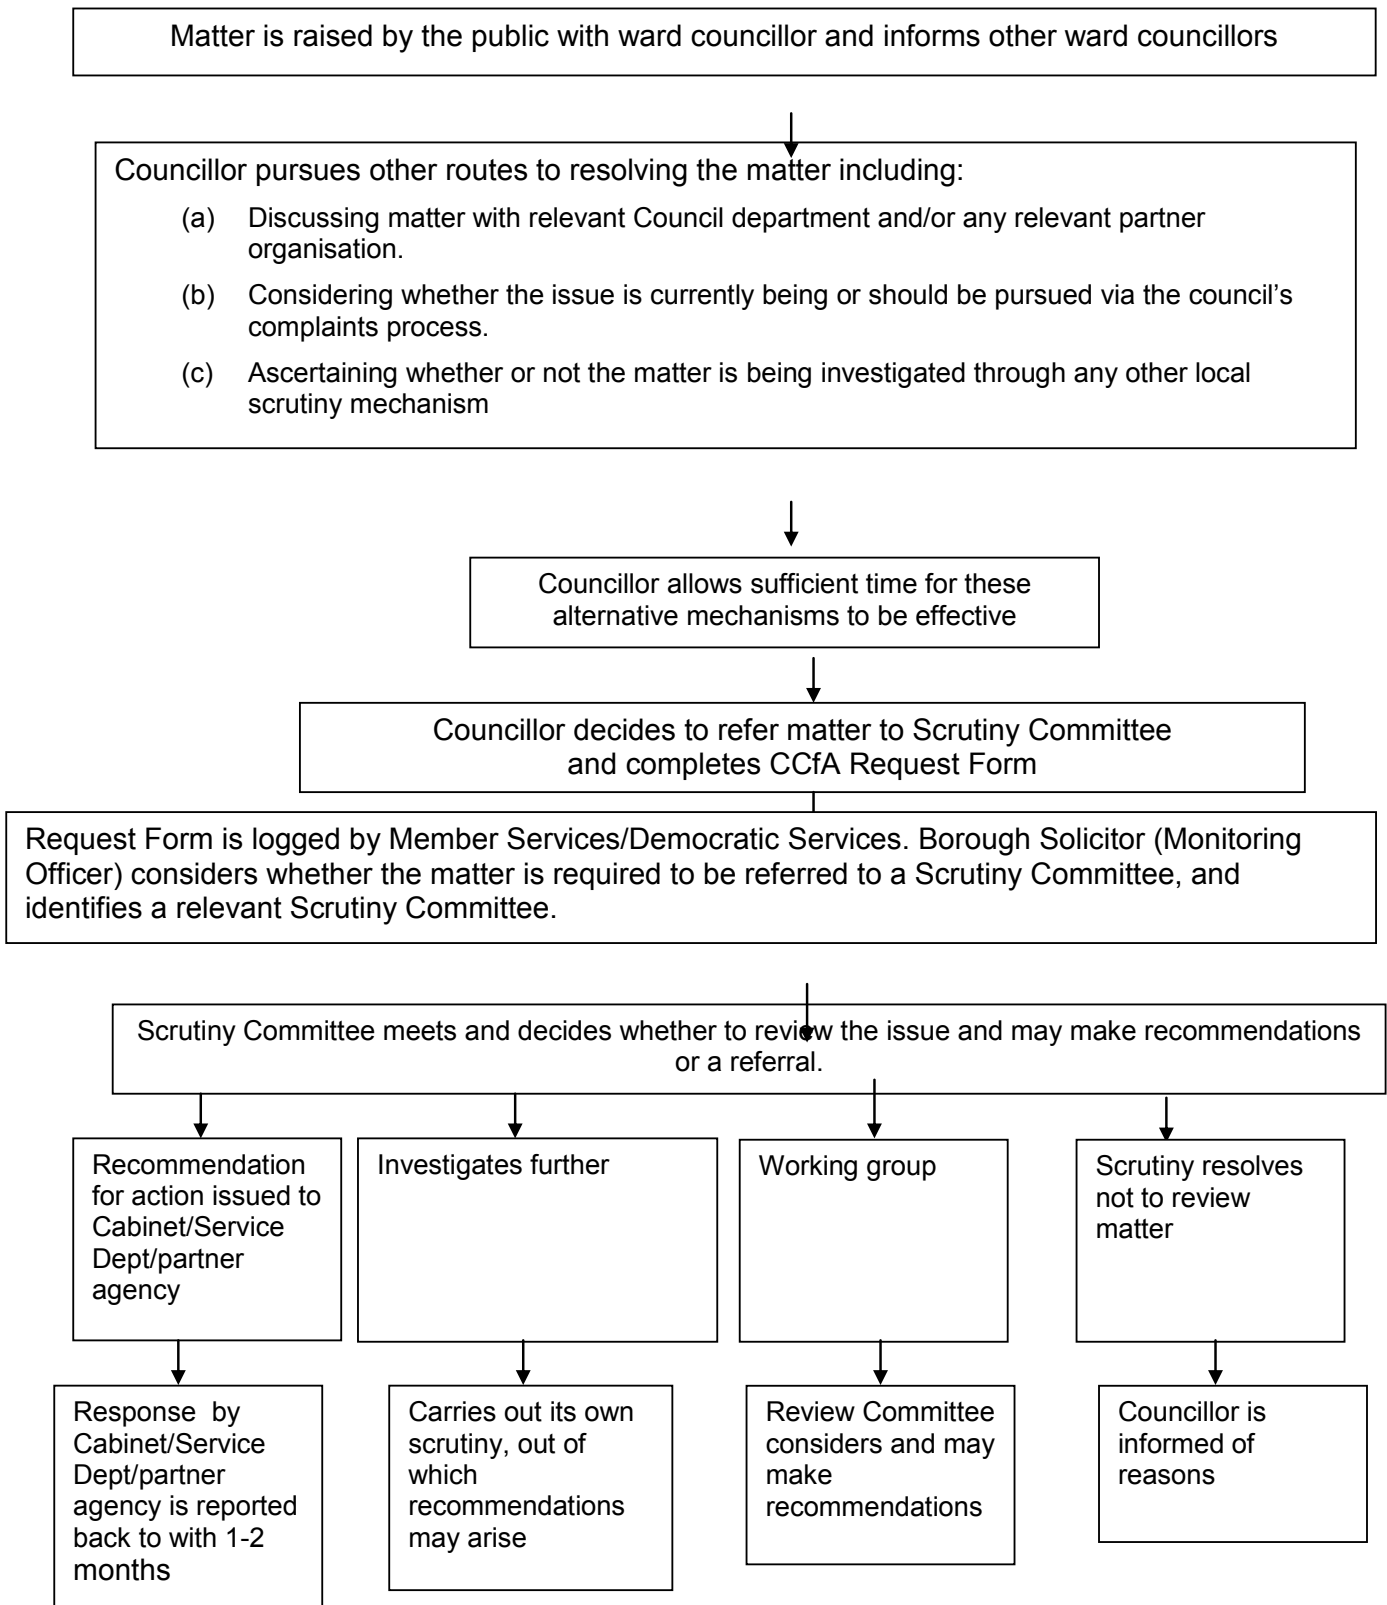 Matter is raised by the public with ward councillor and informs other ward councillors
Councillor pursues other routes to resolving the matter including:
(a) Discussing matter with relevant Council department and/or any relevant partner
organisation.
(b) Considering whether the issue is currently being or should be pursued via the council's
complaints process.
(c) Ascertaining whether or not the matter is being investigated through any other local
scrutiny mechanism
Councillor allows sufficient time for these
alternative mechanisms to be effective
Councillor decides to refer matter to Scrutiny Committee
and completes CCfA Request Form
Request Form is logged by Member Services/Democratic Services. Borough Solicitor (Monitoring
Officer) considers whether the matter is required to be referred to a Scrutiny Committee, and
identifies a relevant Scrutiny Committee.
Scrutiny Committee meets and decides whether to review the issue and may make recommendations
or a referral.
Recommendation
for action issued to
Cabinet/Service
Dept/partner
agency
Investigates further
Working group
Scrutiny resolves
not to review
matter
Response by
Cabinet/Service
Dept/partner
agency is reported
back to with 1-2
months
Carries out its own
scrutiny, out of
which
recommendations
may arise
Review Committee
considers and may
make
recommendations
Councillor is
informed of
reasons